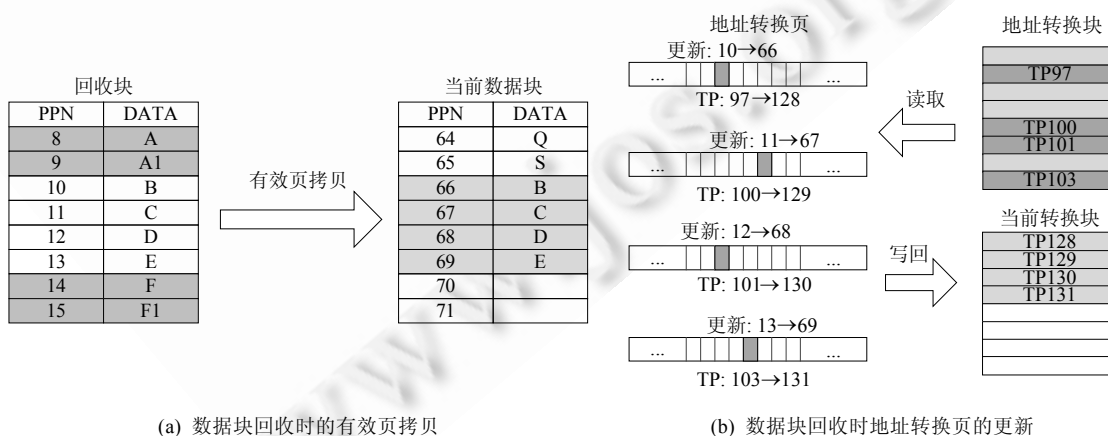 回收块
PPN DATA
8 A
9 A1
10 B
11 C
12 D
13 E
14 F
15 F1
有效页拷贝
当前数据块
PPN DATA
64 Q
65 S
66 B
67 C
68 D
69 E
70
71
(a) 数据块回收时的有效页拷贝
地址转换页
更新: 10→66
... ...
TP: 97→128
更新: 11→67
... ...
TP: 100→129
更新: 12→68
... ...
TP: 101→130
更新: 13→69
... ...
TP: 103→131
读取
写回
地址转换块
TP97
TP100
TP101
TP103
当前转换块
TP128
TP129
TP130
TP131
(b) 数据块回收时地址转换页的更新
www.jos.org